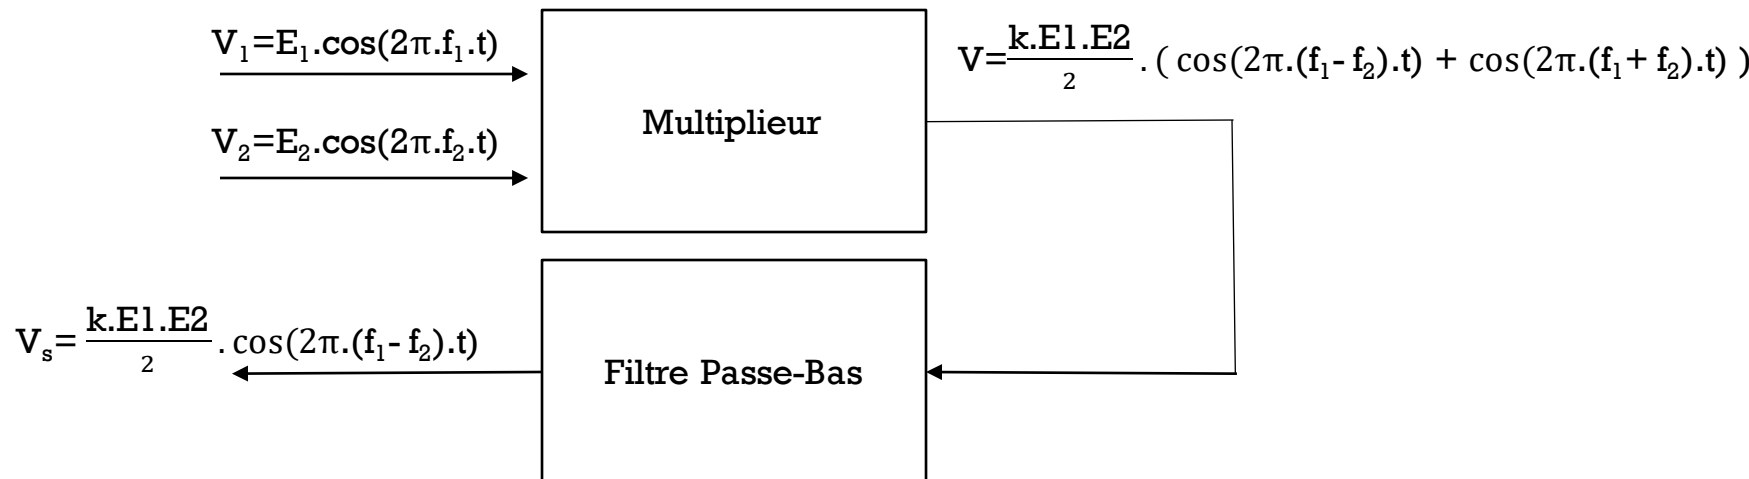 V₁=E₁.cos(2π.f₁.t)
V₂=E₂.cos(2π.f₂.t)
Multiplieur
V=k.E1.E2/2 . ( cos(2π.(f₁- f₂).t) + cos(2π.(f₁+ f₂).t) )
Vₛ= k.E1.E2/2 . cos(2π.(f₁- f₂).t)
Filtre Passe-Bas